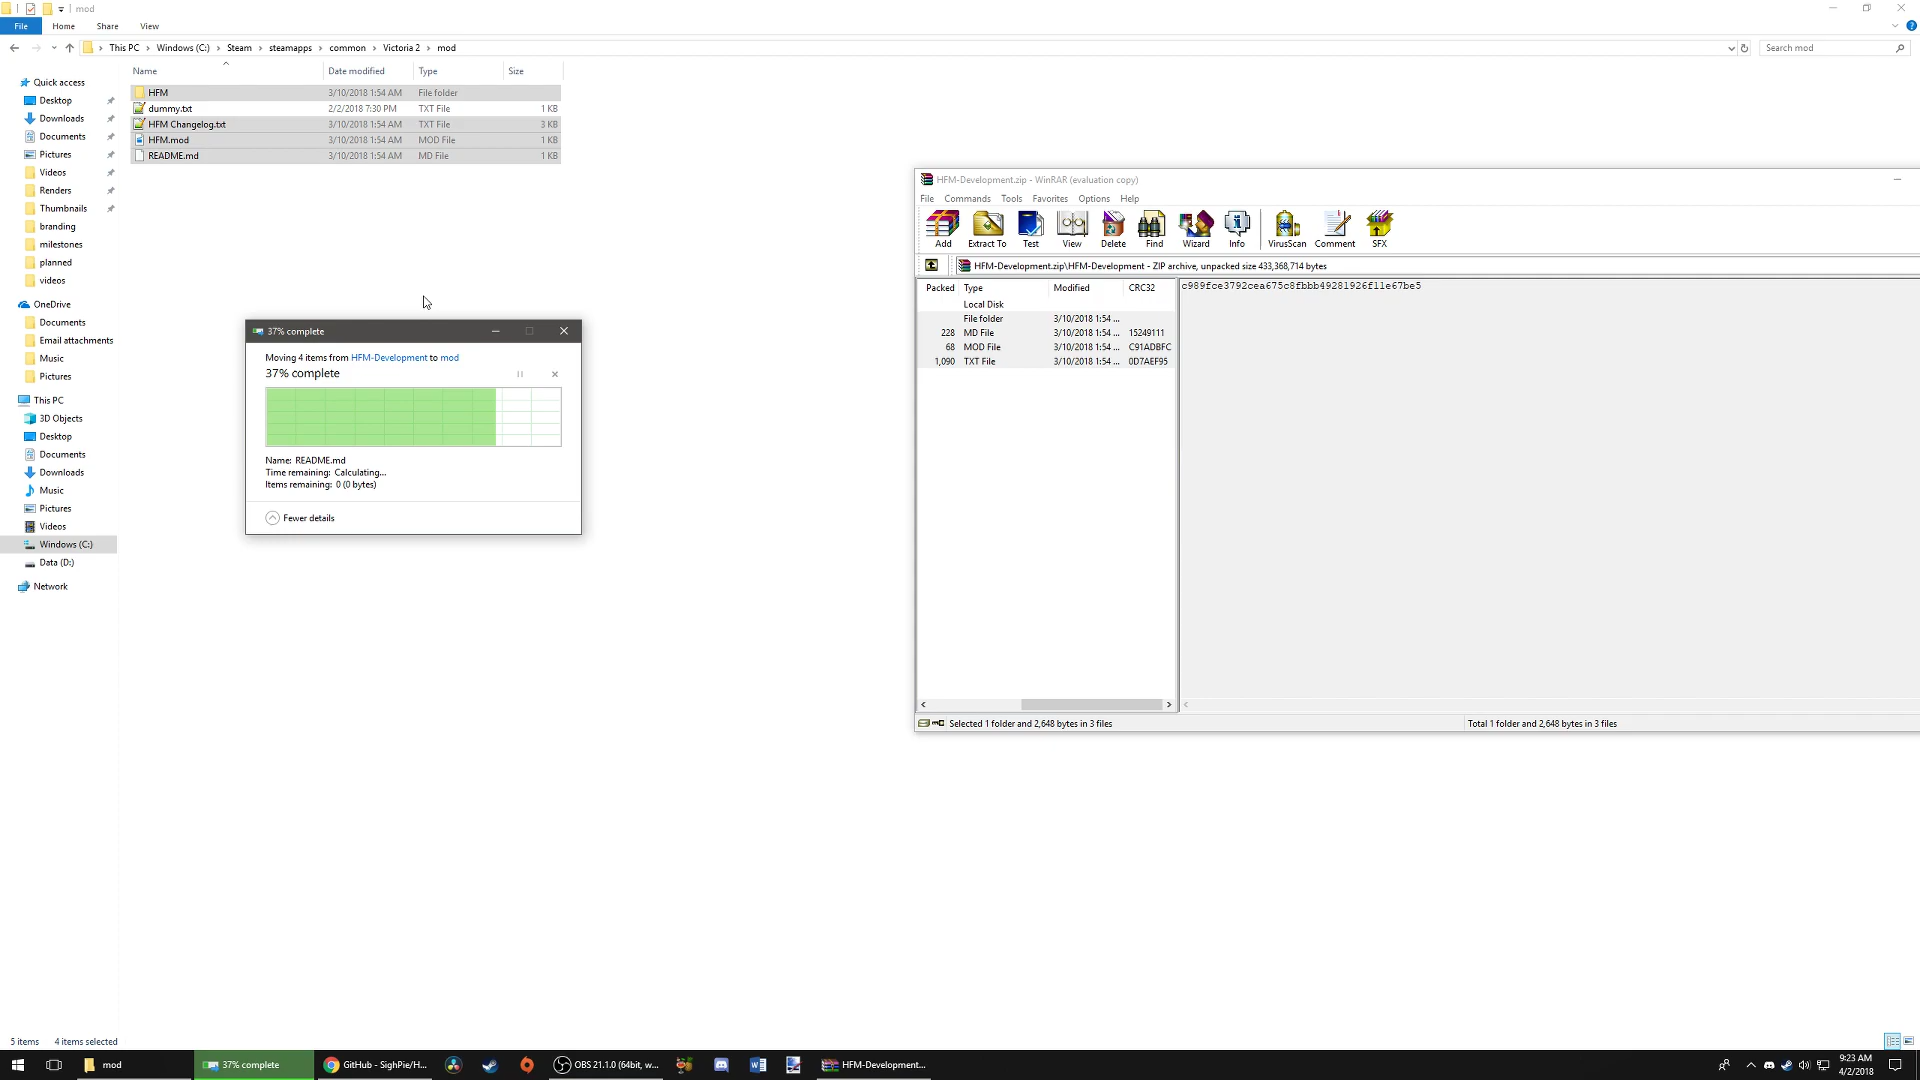 mod
File
Home
Share
View
This PC
Windows (C:)
Steam
steamapps
common
Victoria 2
mod
Search mod
Name
Date modified
Type
Size
HFM
3/10/2018 1:54 AM
File folder
dummy.txt
2/2/2018 7:30 PM
TXT File
1 KB
HFM Changelog.txt
3/10/2018 1:54 AM
TXT File
3 KB
HFM.mod
3/10/2018 1:54 AM
MOD File
1 KB
README.md
3/10/2018 1:54 AM
MD File
1 KB
Quick access
Desktop
Downloads
Documents
Pictures
Videos
Renders
Thumbnails
branding
milestones
planned
videos
OneDrive
Documents
Email attachments
Music
Pictures
This PC
3D Objects
Desktop
Documents
Downloads
Music
Pictures
Videos
Windows (C:)
Data (D:)
Network
37% complete
Moving 4 items from HFM-Development to mod
37% complete
Name: README.md
Time remaining: Calculating...
Items remaining: 0 (0 bytes)
Fewer details
HFM-Development.zip - WinRAR (evaluation copy)
File
Commands
Tools
Favorites
Options
Help
Add
Extract To
Test
View
Delete
Find
Wizard
Info
VirusScan
Comment
SFX
HFM-Development.zip\HFM-Development - ZIP archive, unpacked size 433,368,714 bytes
Packed
Type
Modified
CRC32
Local Disk
File folder
3/10/2018 1:54 ...
228
MD File
3/10/2018 1:54 ...
15249111
68
MOD File
3/10/2018 1:54 ...
C91ADBFC
1,090
TXT File
3/10/2018 1:54 ...
0D7AEF95
c989fce3792cea675c8fbbb49281926f11e67be5
Selected 1 folder and 2,648 bytes in 3 files
Total 1 folder and 2,648 bytes in 3 files
5 items
4 items selected
mod
37% complete
GitHub - SighPie/H...
OBS 21.1.0 (64bit, w...
HFM-Development...
9:23 AM
4/2/2018